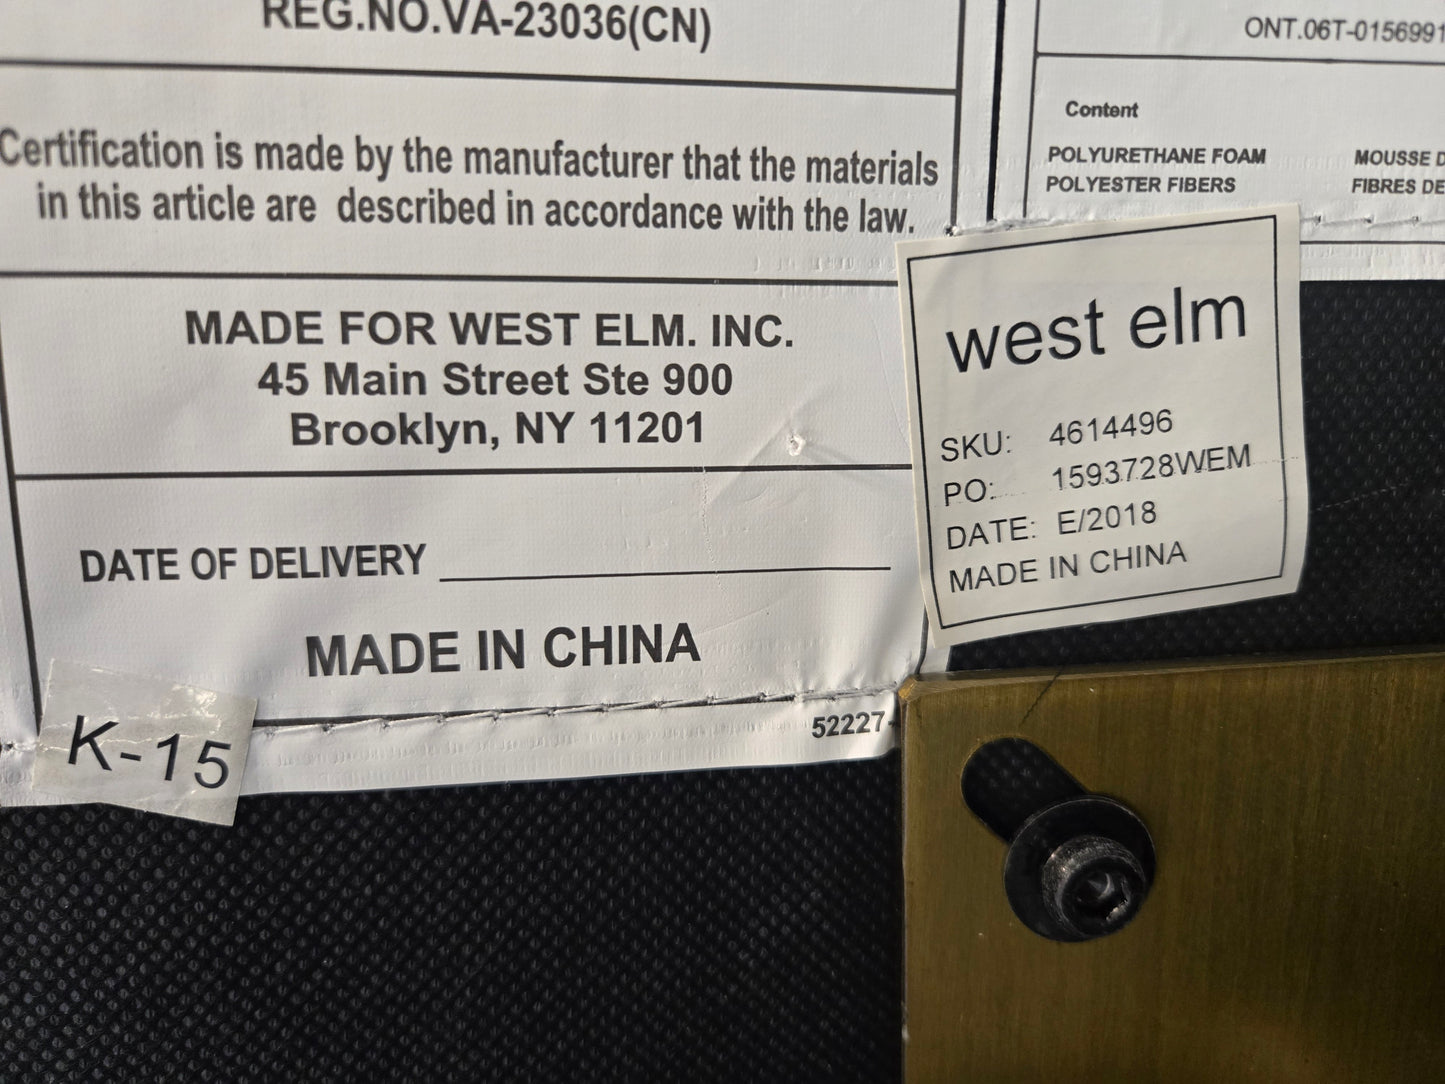 REG.NO.VA-23036(CN)
Certification is made by the manufacturer that the materials
in this article are described in accordance with the law.
MADE FOR WEST ELM. INC.
45 Main Street Ste 900
Brooklyn, NY 11201
DATE OF DELIVERY
MADE IN CHINA
52227-
K-15
ONT.06T-0156991
Content
POLYURETHANE FOAM MOUSSE D
POLYESTER FIBERS FIBRES DE
west elm
SKU: 4614496
PO: 1593728WEM
DATE: E/2018
MADE IN CHINA